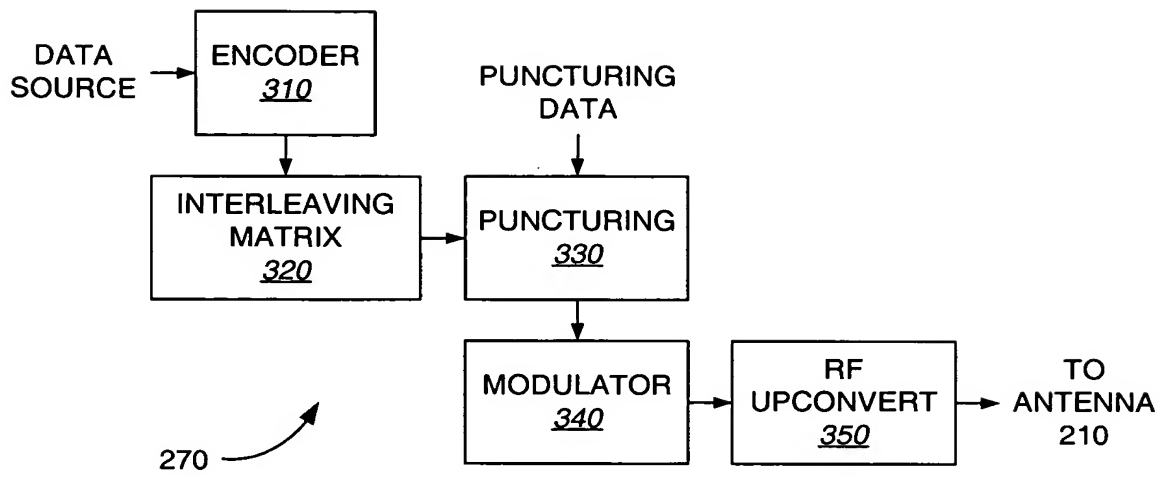 DATA
SOURCE
ENCODER
310
PUNCTURING
DATA
INTERLEAVING
MATRIX
320
PUNCTURING
330
MODULATOR
340
RF
UPCONVERT
350
TO
ANTENNA
210
270